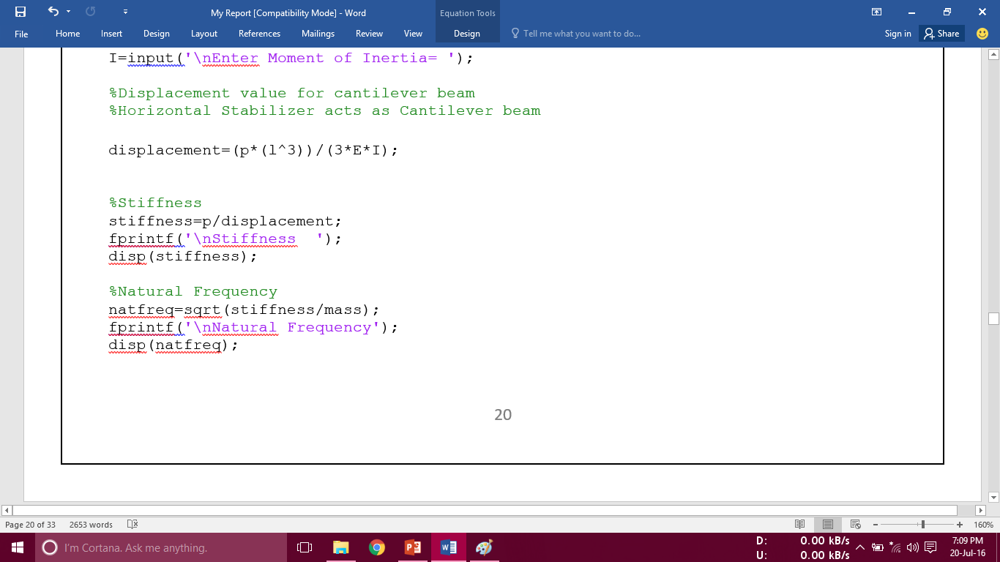 My Report [Compatibility Mode] - Word
Equation Tools
File
Home
Insert
Design
Layout
References
Mailings
Review
View
Design
Tell me what you want to do...
Sign in
Share
I=input('\nEnter Moment of Inertia= ');
%Displacement value for cantilever beam
%Horizontal Stabilizer acts as Cantilever beam
displacement=(p*(l^3))/(3*E*I);
%Stiffness
stiffness=p/displacement;
fprintf('\nStiffness  ');
disp(stiffness);
%Natural Frequency
natfreq=sqrt(stiffness/mass);
fprintf('\nNatural Frequency');
disp(natfreq);
20
Page 20 of 33
2653 words
160%
I'm Cortana. Ask me anything.
D: 0.00 kB/s
U: 0.00 kB/s
7:09 PM
20-Jul-16